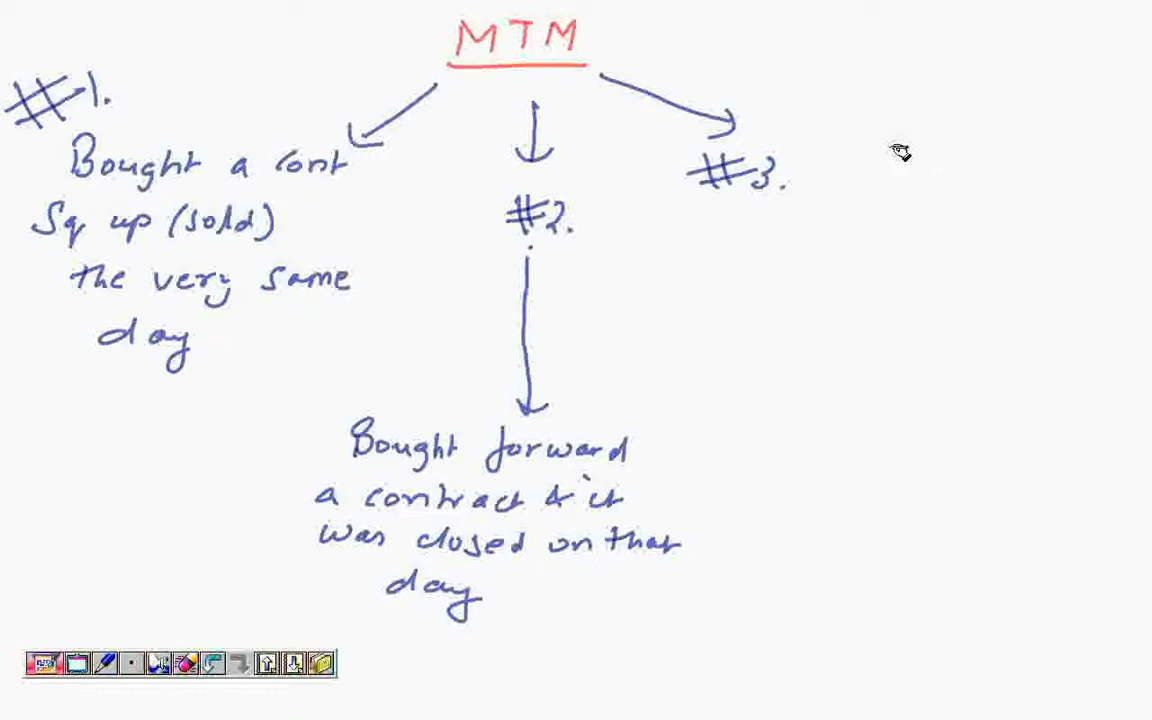 MTM
#1.
Bought a cont
Sq up (sold)
the very same
day
#2.
Bought forward
a contract & it
was closed on that
day
#3.